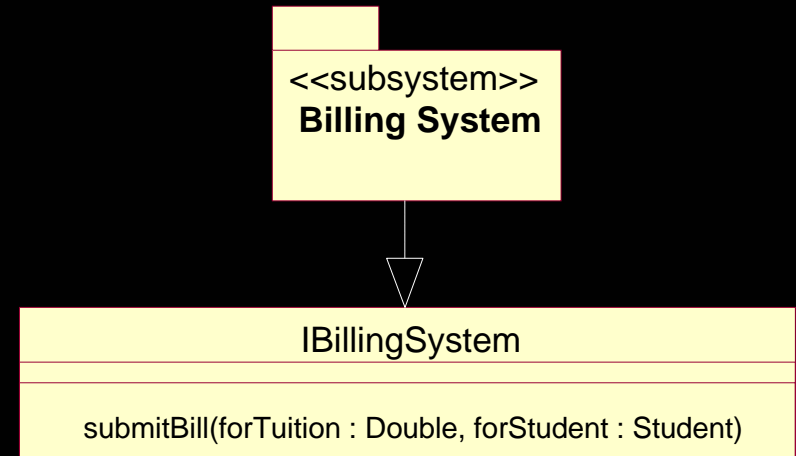 <<subsystem>>
Billing System
IBillingSystem
submitBill(forTuition : Double, forStudent : Student)